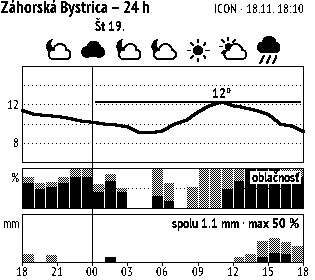 Záhorská Bystrica – 24 h
ICON · 18.11. 18:10
Št 19.
12°
12
8
%
oblačnosť
mm
spolu 1.1 mm · max 50 %
18 21 00 03 06 09 12 15 18